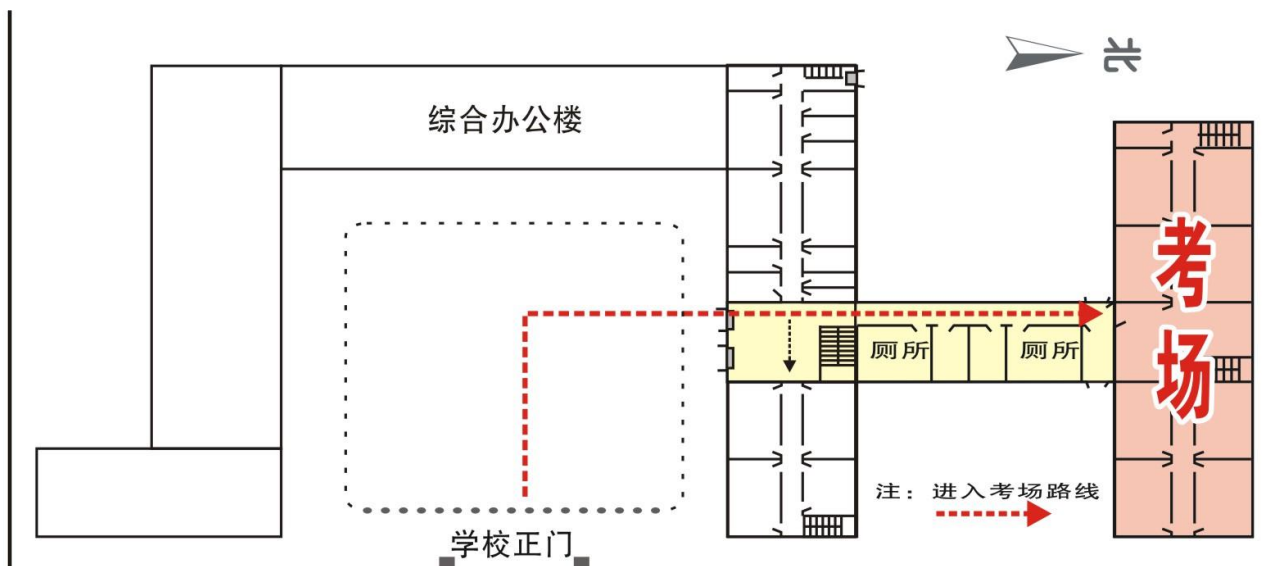 北
综合办公楼
考场
厕所
厕所
注：进入考场路线
学校正门